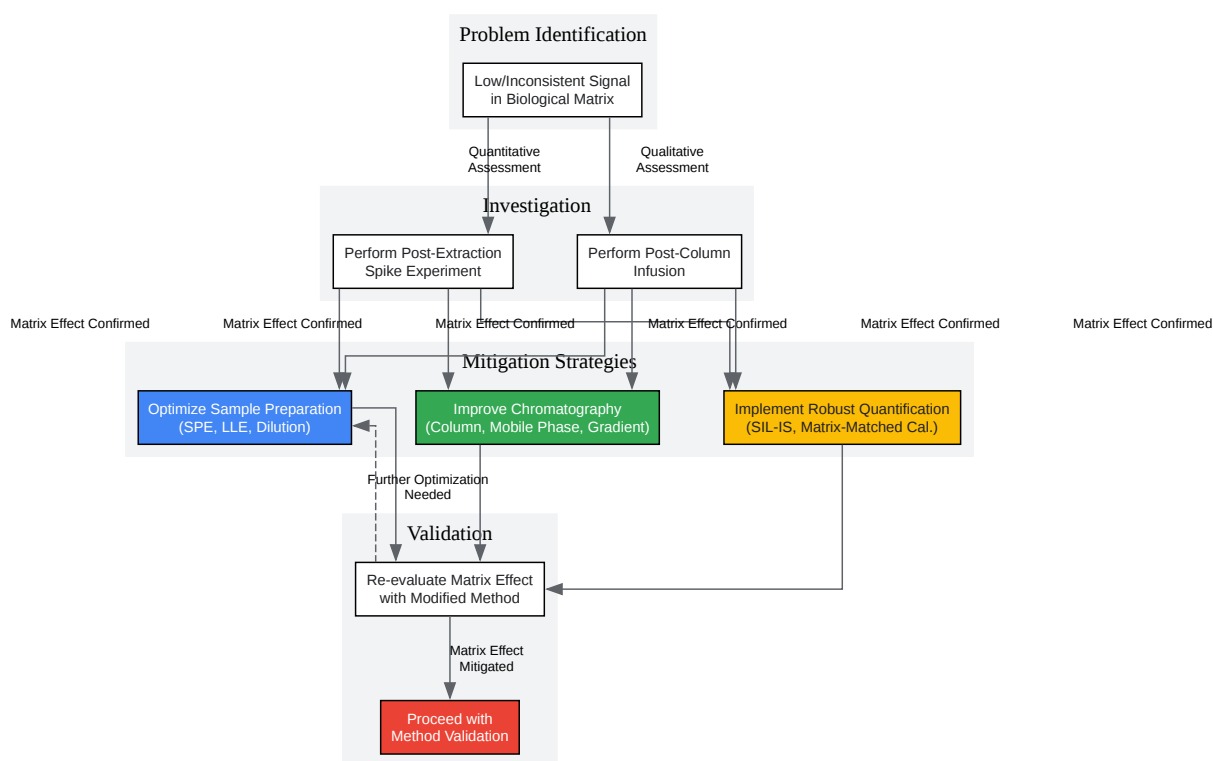 Problem Identification
Low/Inconsistent Signal
in Biological Matrix
Quantitative
Assessment
Qualitative
Assessment
Investigation
Perform Post-Extraction
Spike Experiment
Perform Post-Column
Infusion
Matrix Effect Confirmed
Matrix Effect Confirmed
Matrix Effect Confirmed
Matrix Effect Confirmed
Matrix Effect Confirmed
Matrix Effect Confirmed
Mitigation Strategies
Optimize Sample Preparation
(SPE, LLE, Dilution)
Improve Chromatography
(Column, Mobile Phase, Gradient)
Implement Robust Quantification
(SIL-IS, Matrix-Matched Cal.)
Further Optimization
Needed
Validation
Re-evaluate Matrix Effect
with Modified Method
Matrix Effect
Mitigated
Proceed with
Method Validation